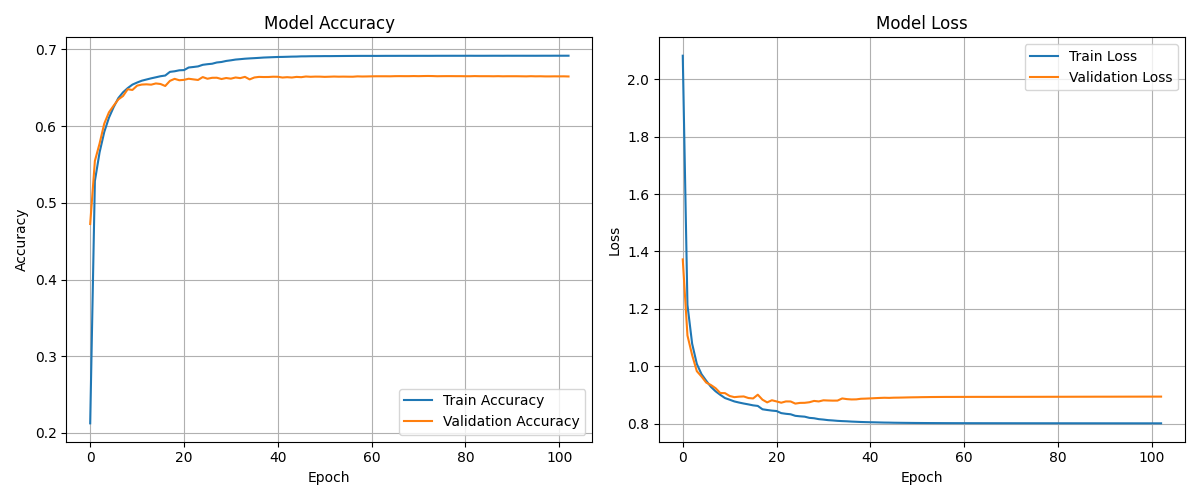 Model Accuracy
0.7
0.6
0.5
0.4
0.3
0.2
Accuracy
0
20
40
60
80
100
Epoch
Train Accuracy
Validation Accuracy
Model Loss
2.0
1.8
1.6
1.4
1.2
1.0
0.8
Loss
0
20
40
60
80
100
Epoch
Train Loss
Validation Loss